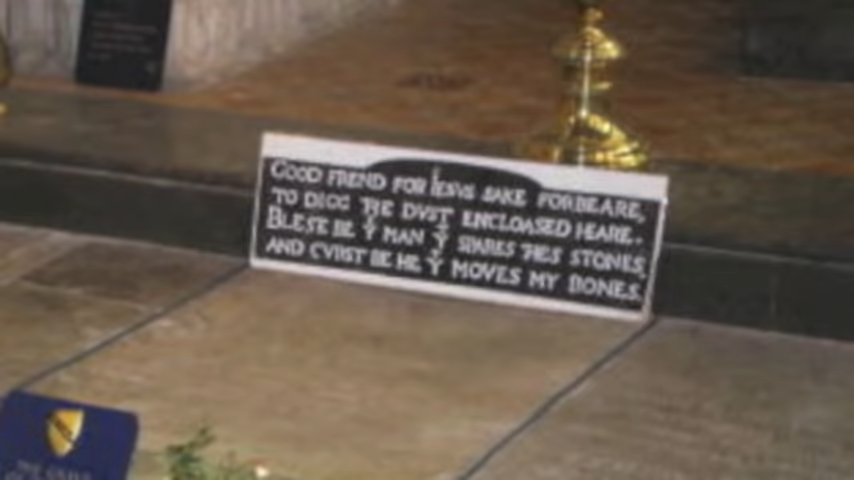 GOOD FREND FOR IESVS SAKE FORBEARE,
TO DIGG THE DVST ENCLOASED HEARE.
BLESE BE Y MAN Y SPARES THES STONES,
AND CVRST BE HE Y MOVES MY BONES.